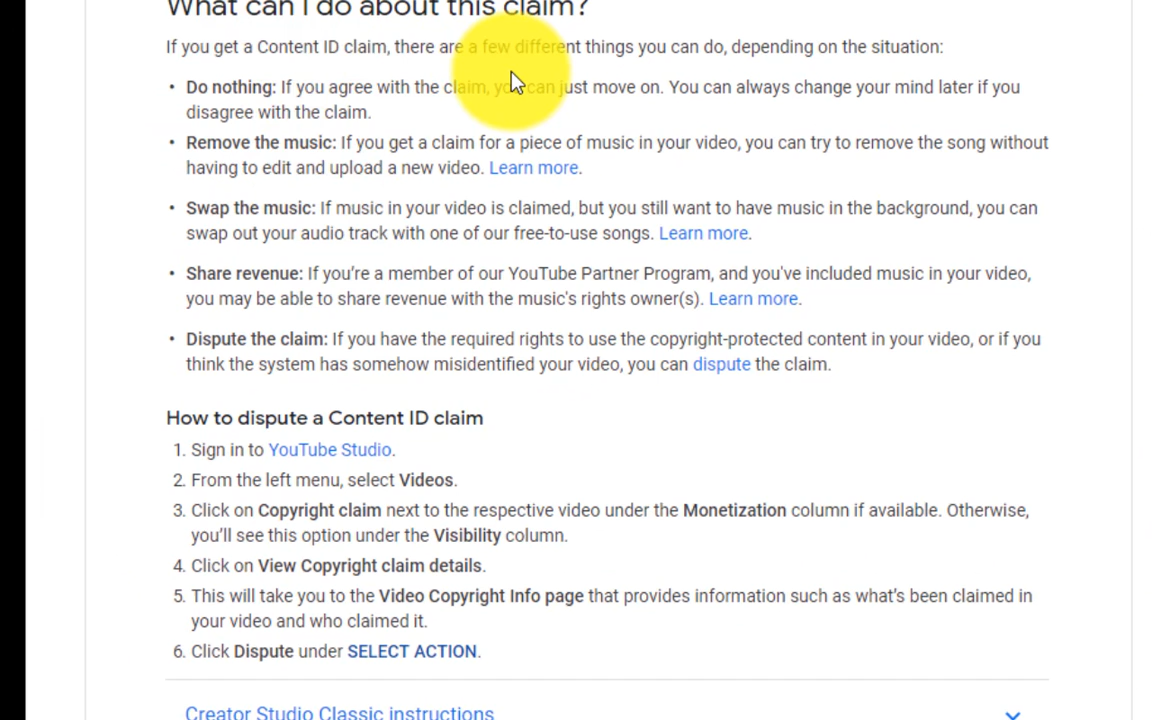 What can I do about this claim?
If you get a Content ID claim, there are a few different things you can do, depending on the situation:
• Do nothing: If you agree with the claim, you can just move on. You can always change your mind later if you
disagree with the claim.
• Remove the music: If you get a claim for a piece of music in your video, you can try to remove the song without
having to edit and upload a new video. Learn more.
• Swap the music: If music in your video is claimed, but you still want to have music in the background, you can
swap out your audio track with one of our free-to-use songs. Learn more.
• Share revenue: If you’re a member of our YouTube Partner Program, and you've included music in your video,
you may be able to share revenue with the music's rights owner(s). Learn more.
• Dispute the claim: If you have the required rights to use the copyright-protected content in your video, or if you
think the system has somehow misidentified your video, you can dispute the claim.
How to dispute a Content ID claim
1. Sign in to YouTube Studio.
2. From the left menu, select Videos.
3. Click on Copyright claim next to the respective video under the Monetization column if available. Otherwise,
you’ll see this option under the Visibility column.
4. Click on View Copyright claim details.
5. This will take you to the Video Copyright Info page that provides information such as what’s been claimed in
your video and who claimed it.
6. Click Dispute under SELECT ACTION.
Creator Studio Classic instructions